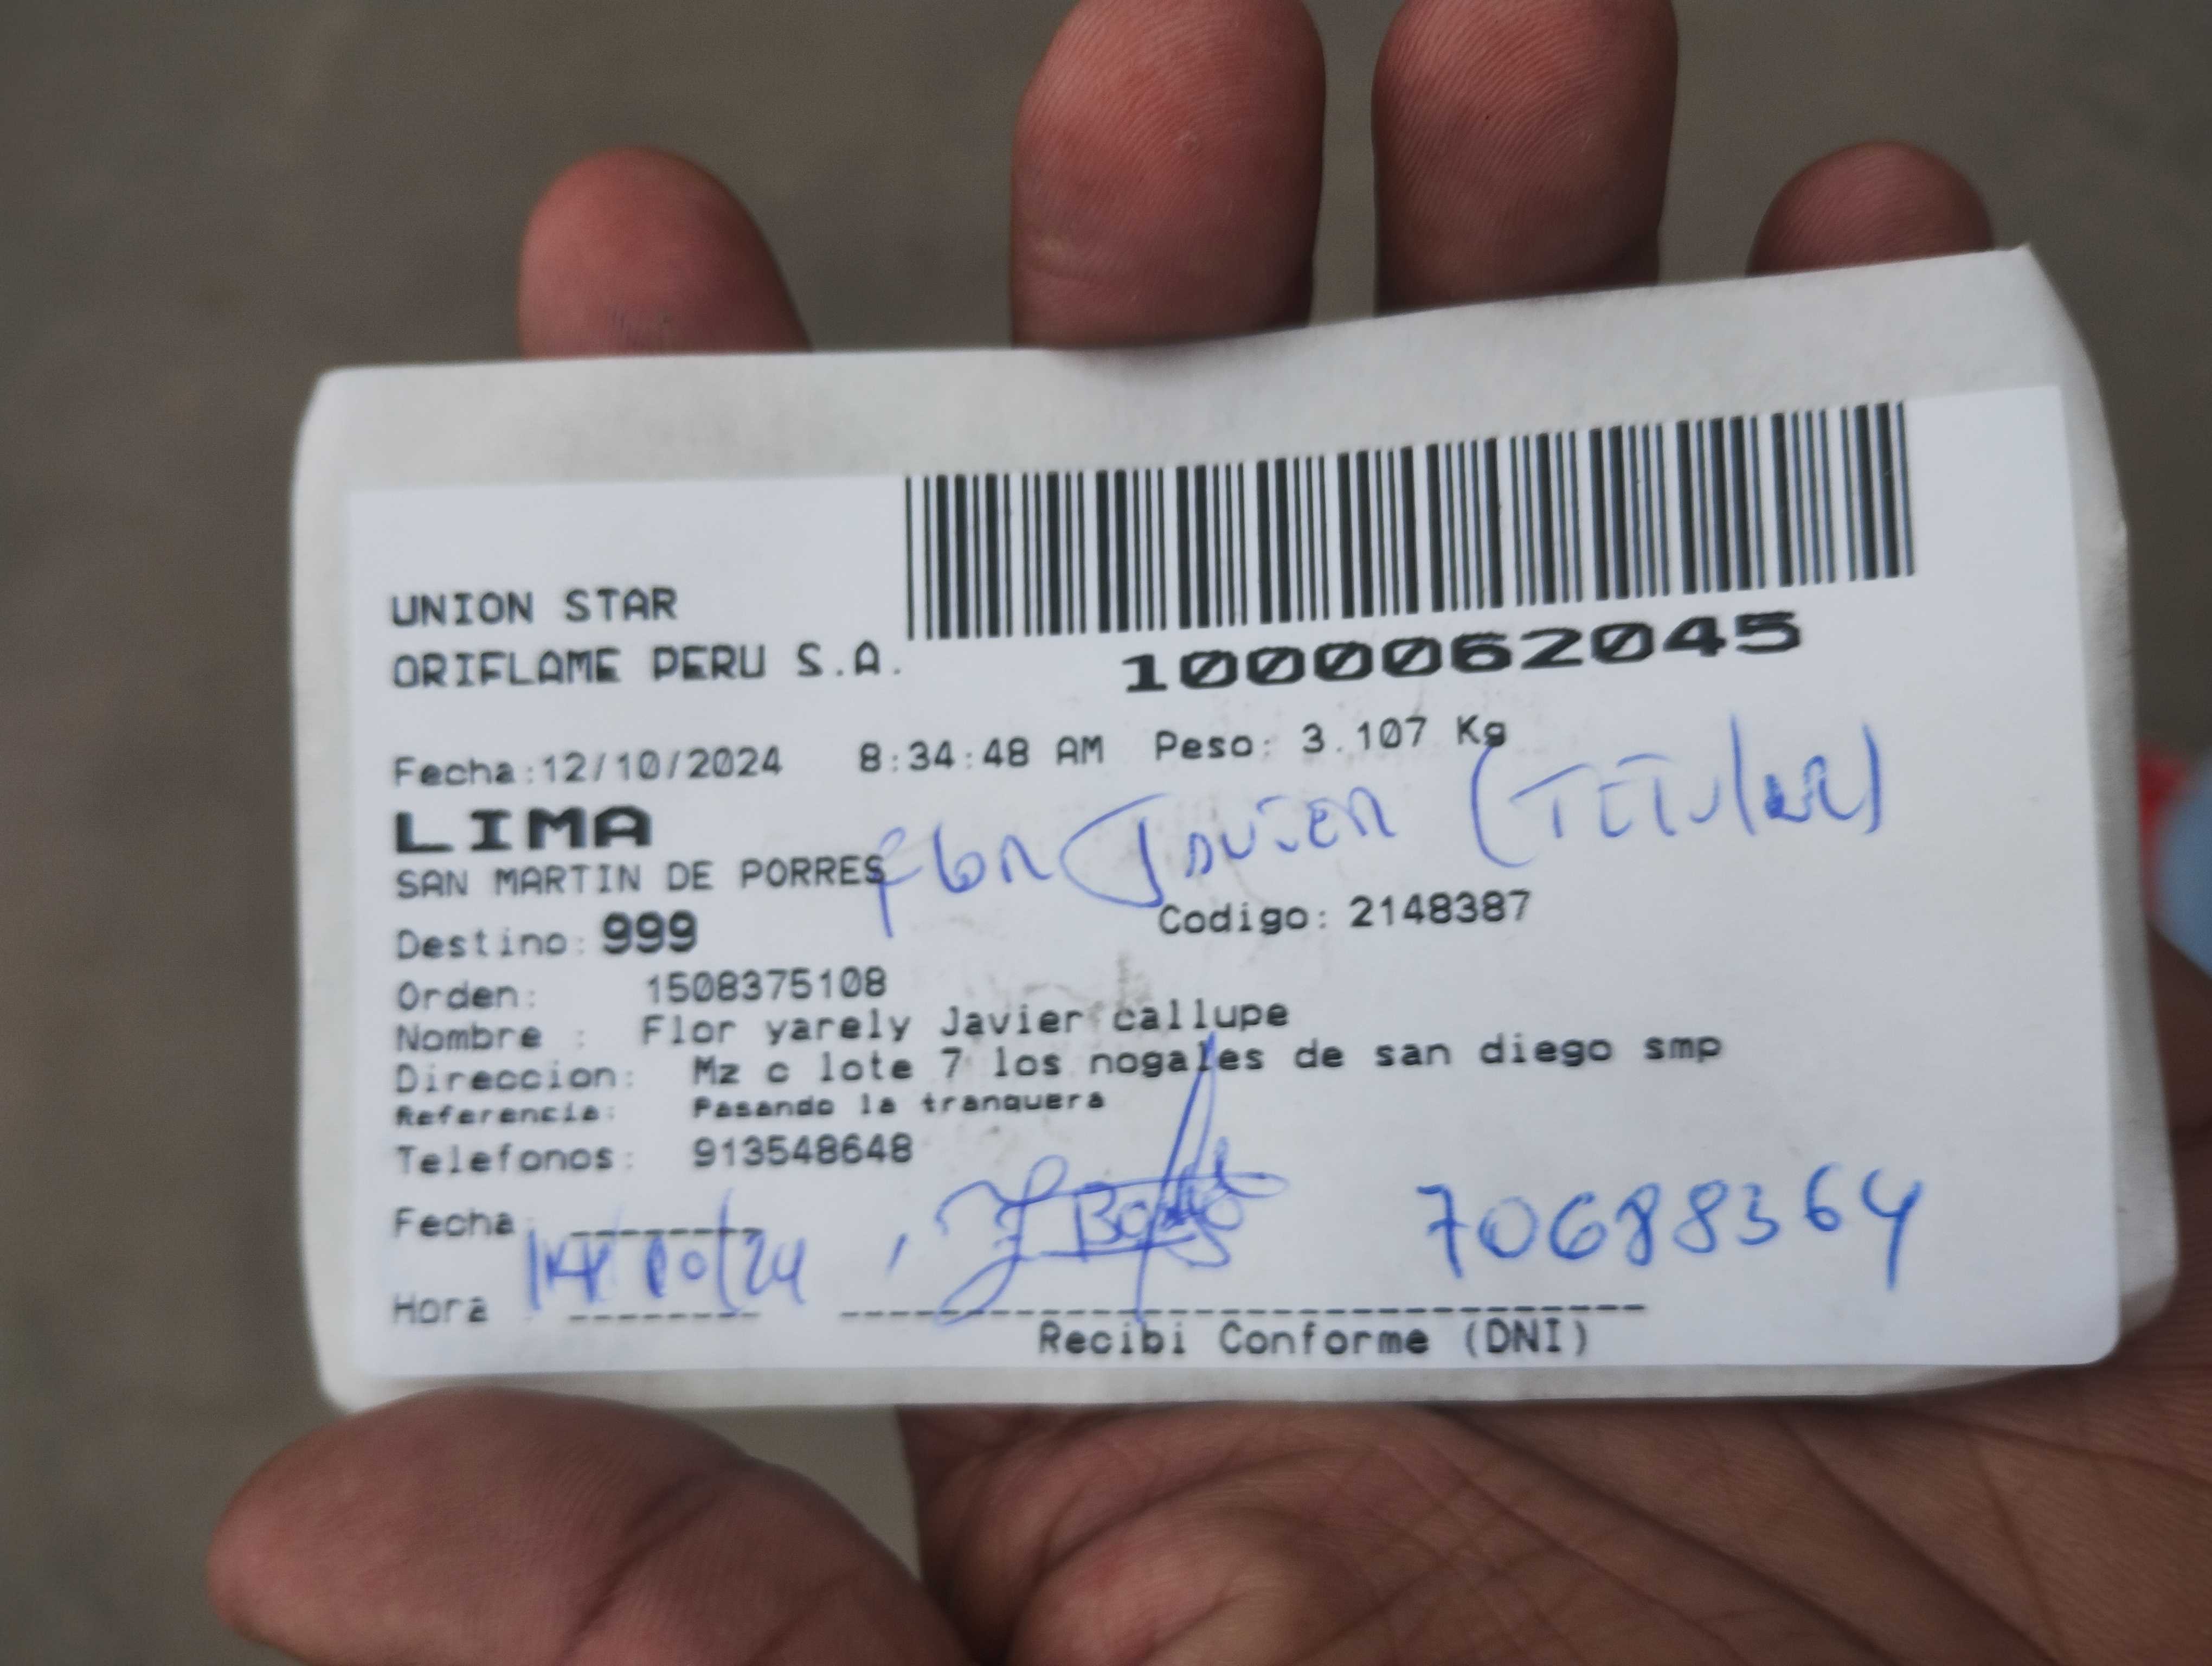 UNION STAR
ORIFLAME PERU S.A.
1000062045
Fecha:12/10/2024 8:34:48 AM Peso: 3.107 Kg
LIMA
Flor Javier (Titular)
SAN MARTIN DE PORRES
Destino: 999 Codigo: 2148387
Orden: 1508375108
Nombre : Flor yarely Javier callupe
Direccion: Mz c lote 7 los nogales de san diego smp
Referencia: Pasando la tranquera
Telefonos: 913548648
Fecha
14/10/24 70688364
Hora
Recibi Conforme (DNI)